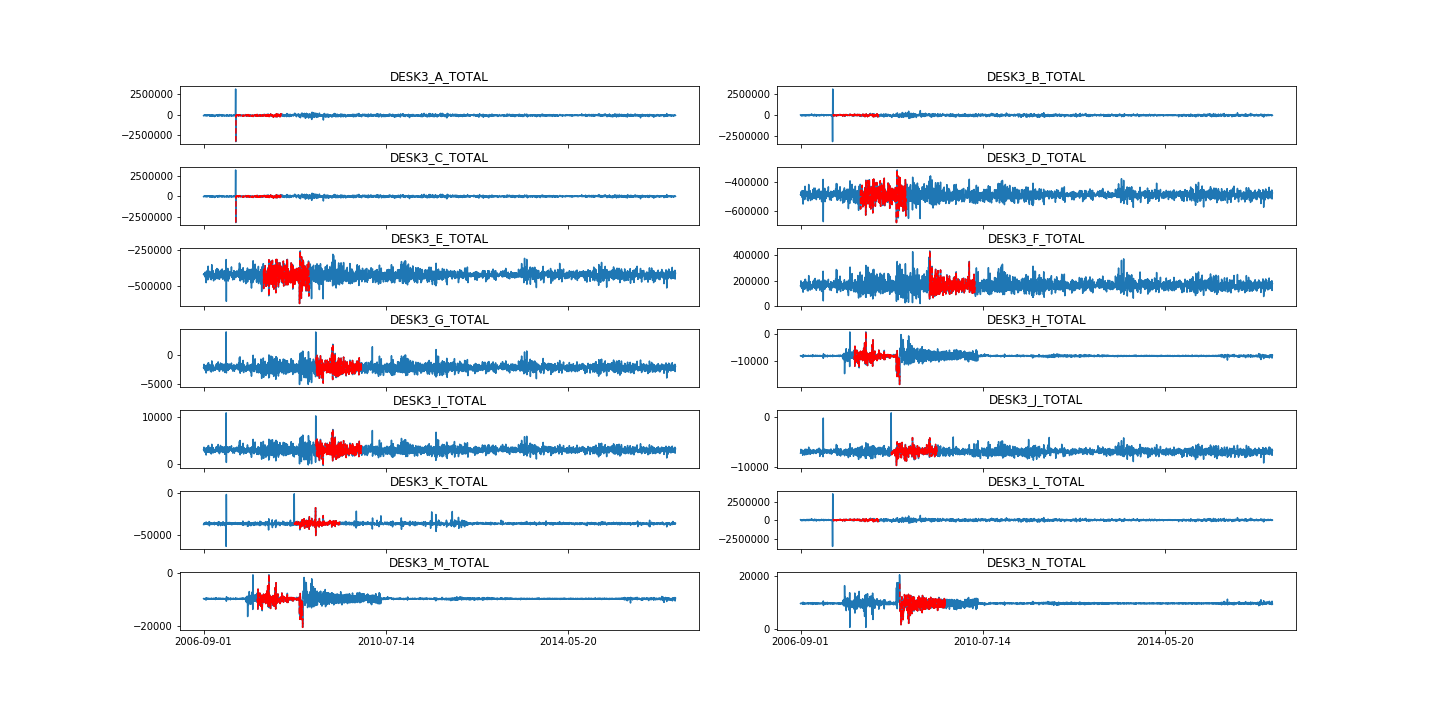 DESK3_A_TOTAL
2500000
0
−2500000
DESK3_B_TOTAL
2500000
0
−2500000
DESK3_C_TOTAL
2500000
0
−2500000
DESK3_D_TOTAL
−400000
−600000
DESK3_E_TOTAL
−250000
−500000
DESK3_F_TOTAL
400000
200000
0
DESK3_G_TOTAL
0
−5000
DESK3_H_TOTAL
0
−10000
DESK3_I_TOTAL
10000
0
DESK3_J_TOTAL
0
−10000
DESK3_K_TOTAL
0
−50000
DESK3_L_TOTAL
2500000
0
−2500000
DESK3_M_TOTAL
0
−20000
2006-09-01 2010-07-14 2014-05-20
DESK3_N_TOTAL
20000
0
2006-09-01 2010-07-14 2014-05-20